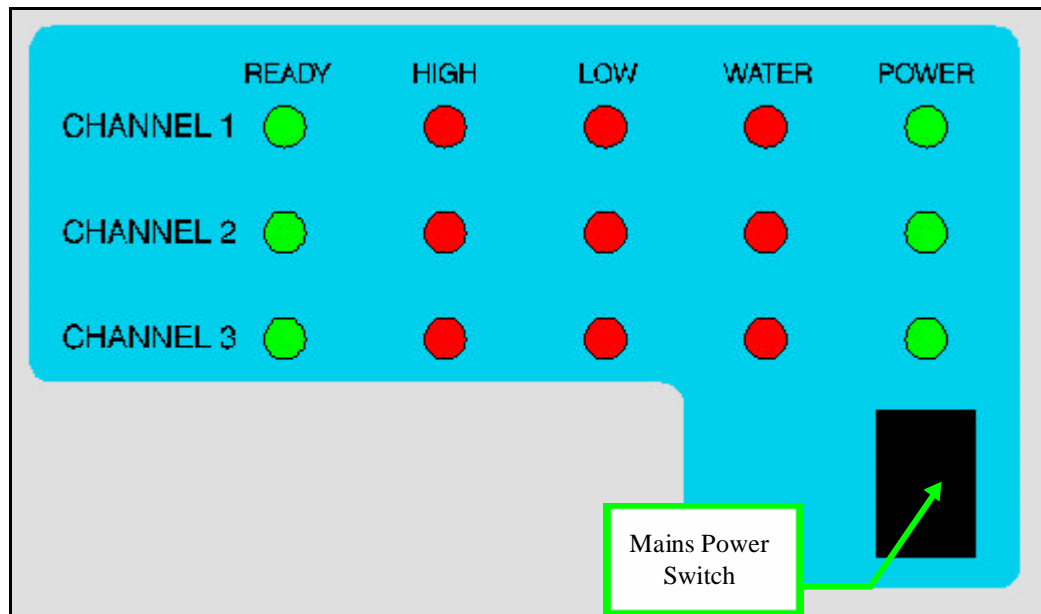 READY HIGH LOW WATER POWER
CHANNEL 1
CHANNEL 2
CHANNEL 3
Mains Power
Switch